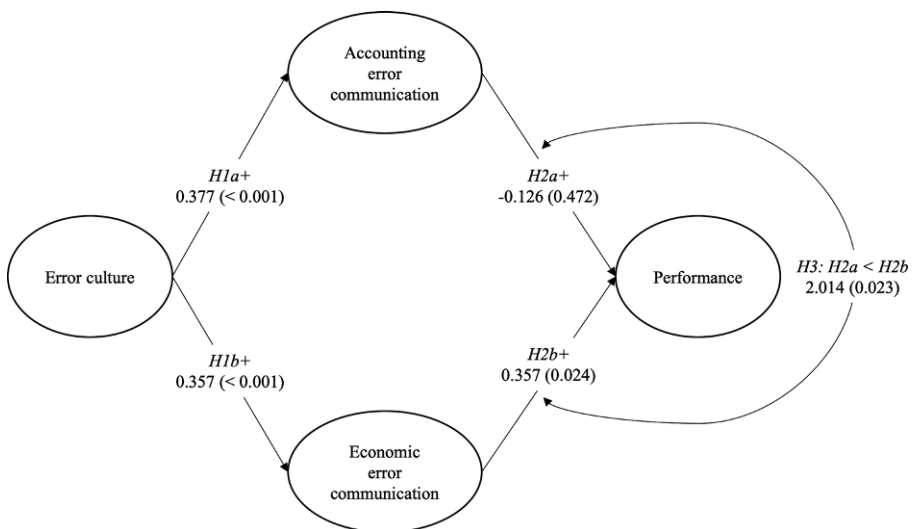 Accounting
error
communication
H1a+
0.377 (< 0.001)
H2a+
-0.126 (0.472)
Error culture
Performance
H3: H2a < H2b
2.014 (0.023)
H1b+
0.357 (< 0.001)
H2b+
0.357 (0.024)
Economic
error
communication